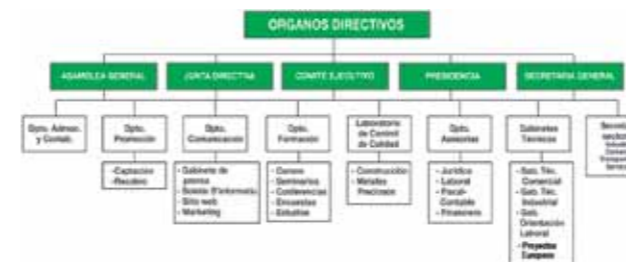 ORGANOS DIRECTIVOS
ASAMBLEA GENERAL
JUNTA DIRECTIVA
COMITE EJECUTIVO
PRESIDENCIA
SECRETARIA GENERAL
Dpto. Admon.
y Contab.
Dpto.
Promoción
Dpto.
Comunicación
Dpto.
Formación
Laboratorio
de Control
de Calidad
Dpto.
Asesorías
Gabinetes
Técnicos
-Captación
-Recobro
- Gabinete de
prensa
- Boletín
- Sitio web
- Marketing
- Cursos
- Seminarios
- Conferencias
- Encuestas
- Estudios
- Construcción
- Metales
Preciosos
- Jurídica
- Laboral
- Fiscal-
Contable
- Financiera
- Gab. Téc.
Comercial
- Gab. Téc.
Industrial
- Gab.
Orientación
Laboral
- Proyectos
Europeos